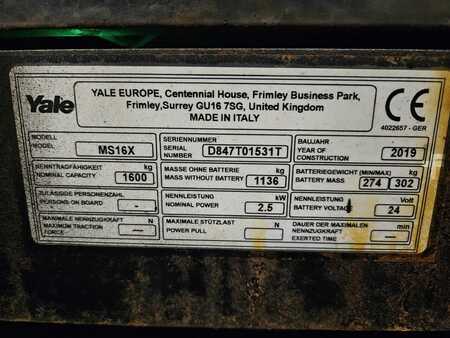 Yale
YALE EUROPE, Centennial House, Frimley Business Park,
Frimley,Surrey GU16 7SG, United Kingdom
MADE IN ITALY
CE
4022657 - GER
MODELL
MODEL
MS16X
SERIENNUMMER
SERIAL NUMBER
D847T01531T
BAUJAHR
YEAR OF CONSTRUCTION
2019
NENNTRAGFÄHIGKEIT kg
NOMINAL CAPACITY
1600
MASSE OHNE BATTERIE kg
MASS WITHOUT BATTERY
1136
BATTERIEGEWICHT (MIN/MAX) kg
BATTERY MASS
274
302
ZULÄSSIGE PERSONENZAHL
PERSONS ON BOARD
-
NENNLEISTUNG kW
NOMINAL POWER
2.5
NENNLEISTUNG Volt
BATTERY VOLTAGE
24
MAXIMALE NENNZUGKRAFT N
MAXIMUM TRACTION FORCE
—
MAXIMALE STÜTZLAST N
POWER PULL
-
DAUER DER MAXIMALEN NENNZUGKRAFT min
EXERTED TIME
—